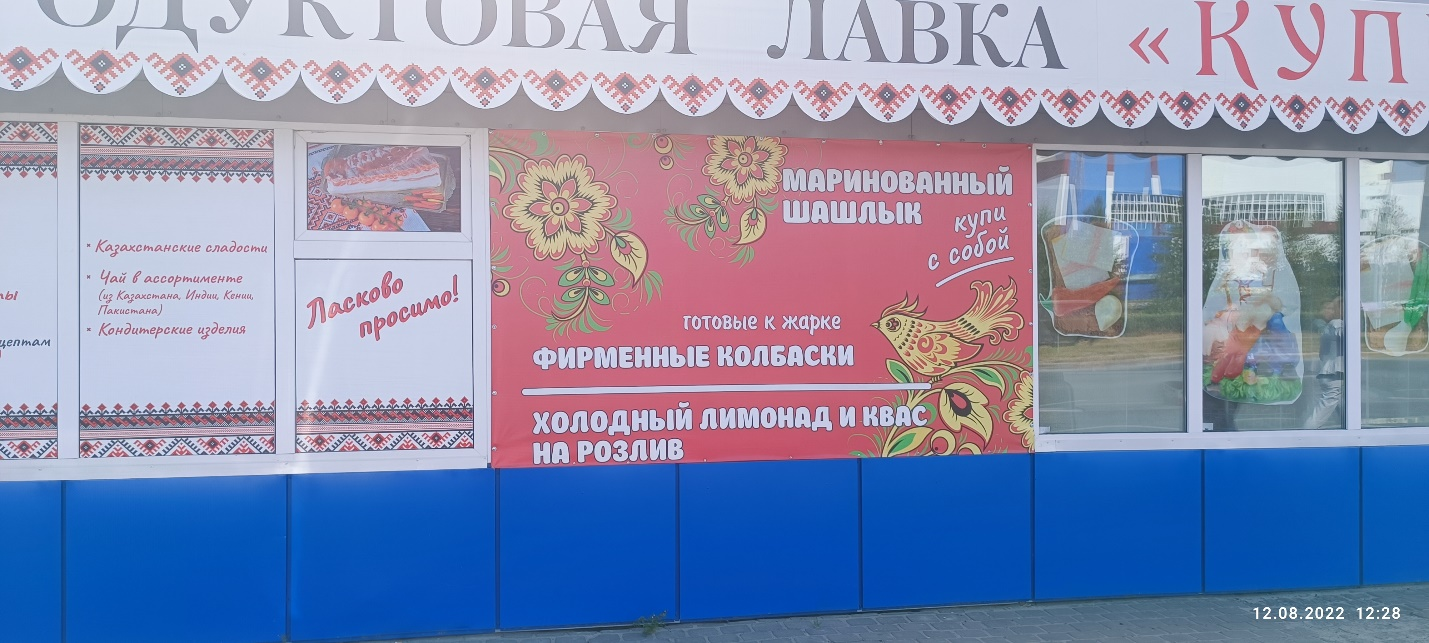 ОДУКТОВАЯ ЛАВКА «КУП
Казахстанские сладости
Чай в ассортименте
(из Казахстана, Индии, Кении,
Пакистана)
Кондитерские изделия
Ласково
просимо!
МАРИНОВАННЫЙ
ШАШЛЫК
купи
с собой
готовые к жарке
ФИРМЕННЫЕ КОЛБАСКИ
ХОЛОДНЫЙ ЛИМОНАД И КВАС
НА РОЗЛИВ
12.08.2022 12:28